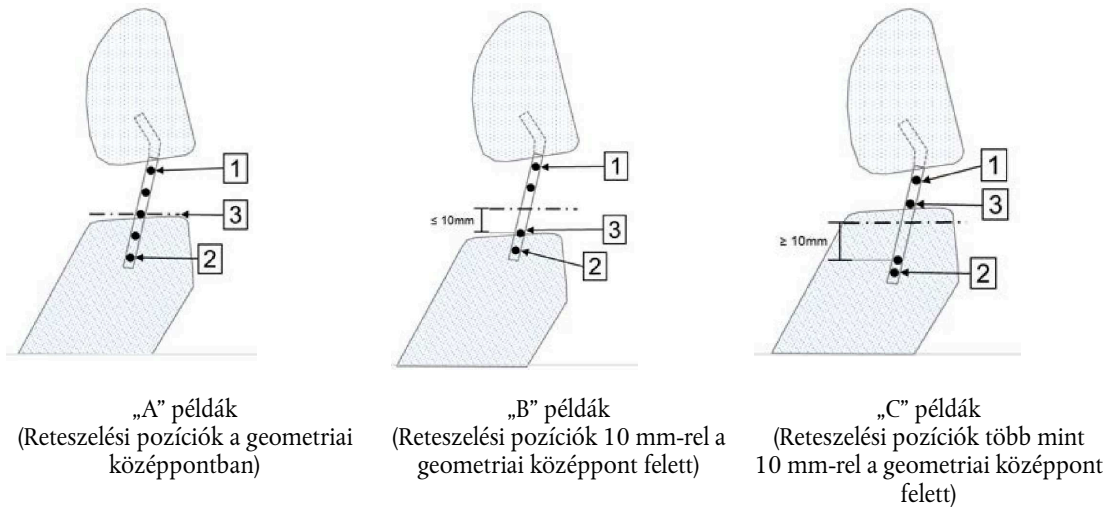 1
3
2
≤ 10mm
1
3
2
≥ 10mm
1
3
2
„A” példák
(Reteszelési pozíciók a geometriai
középpontban)
„B” példák
(Reteszelési pozíciók 10 mm-rel a
geometriai középpont felett)
„C” példák
(Reteszelési pozíciók több mint
10 mm-rel a geometriai középpont
felett)